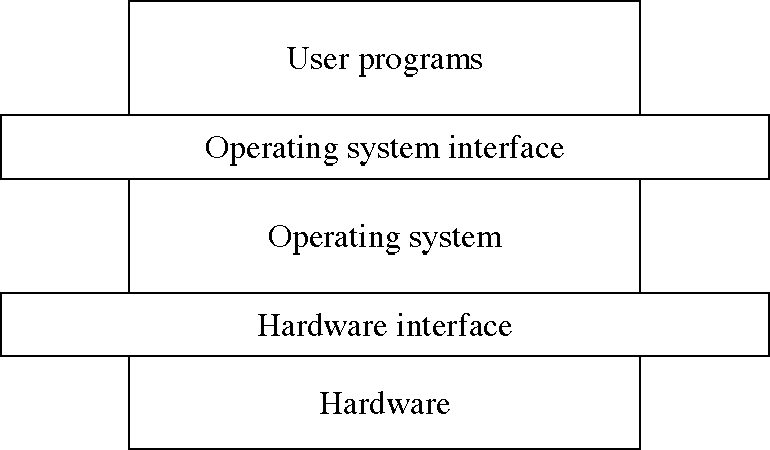 User programs
Operating system interface
Operating system
Hardware interface
Hardware